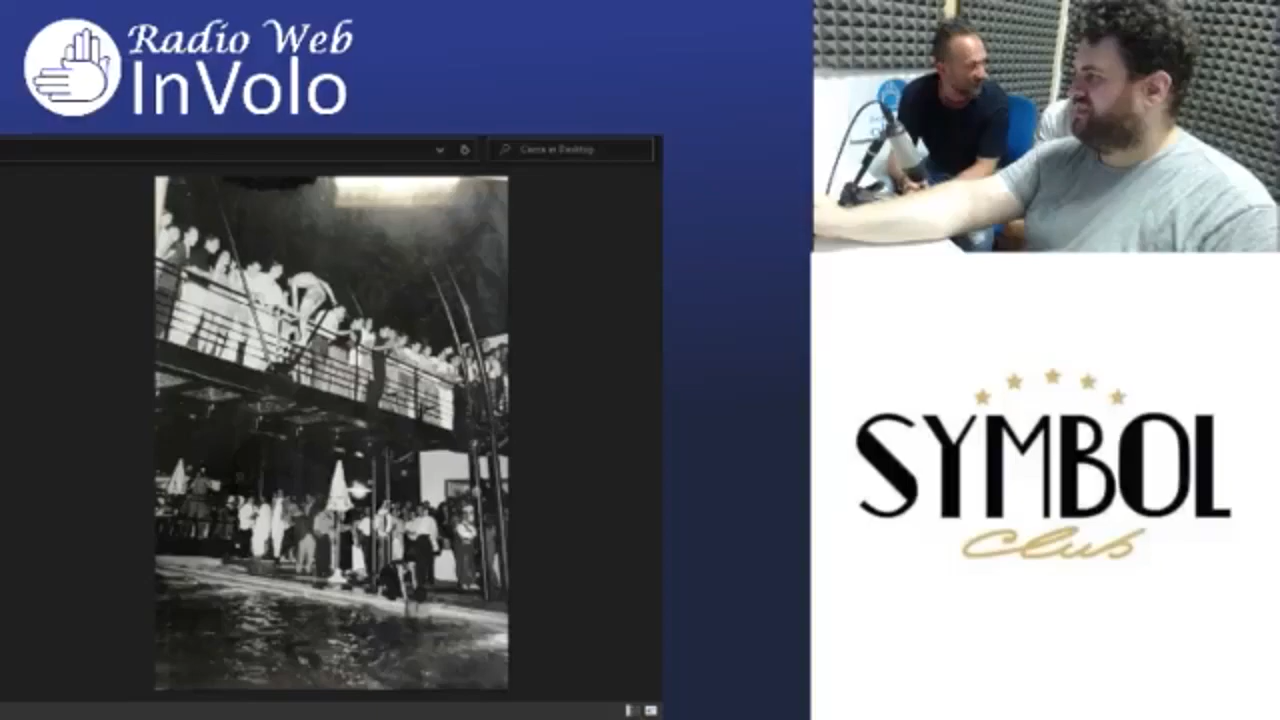 Radio Web
InVolo
Cerca in Desktop
SYMBOL
Club